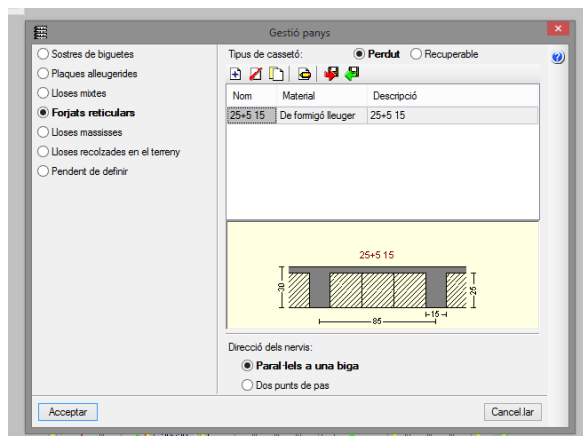 Gestió panys
Sostres de biguetes
Plaques alleugerides
Lloses mixtes
Forjats reticulars
Lloses massisses
Lloses recolzades en el terreny
Pendent de definir
Tipus de cassetó: Perdut Recuperable
Nom Material Descripció
25+5 15 De formigó lleuger 25+5 15
25+5 15
30
25
15
85
Direcció dels nervis:
Paral·lels a una biga
Dos punts de pas
Acceptar
Cancel.lar